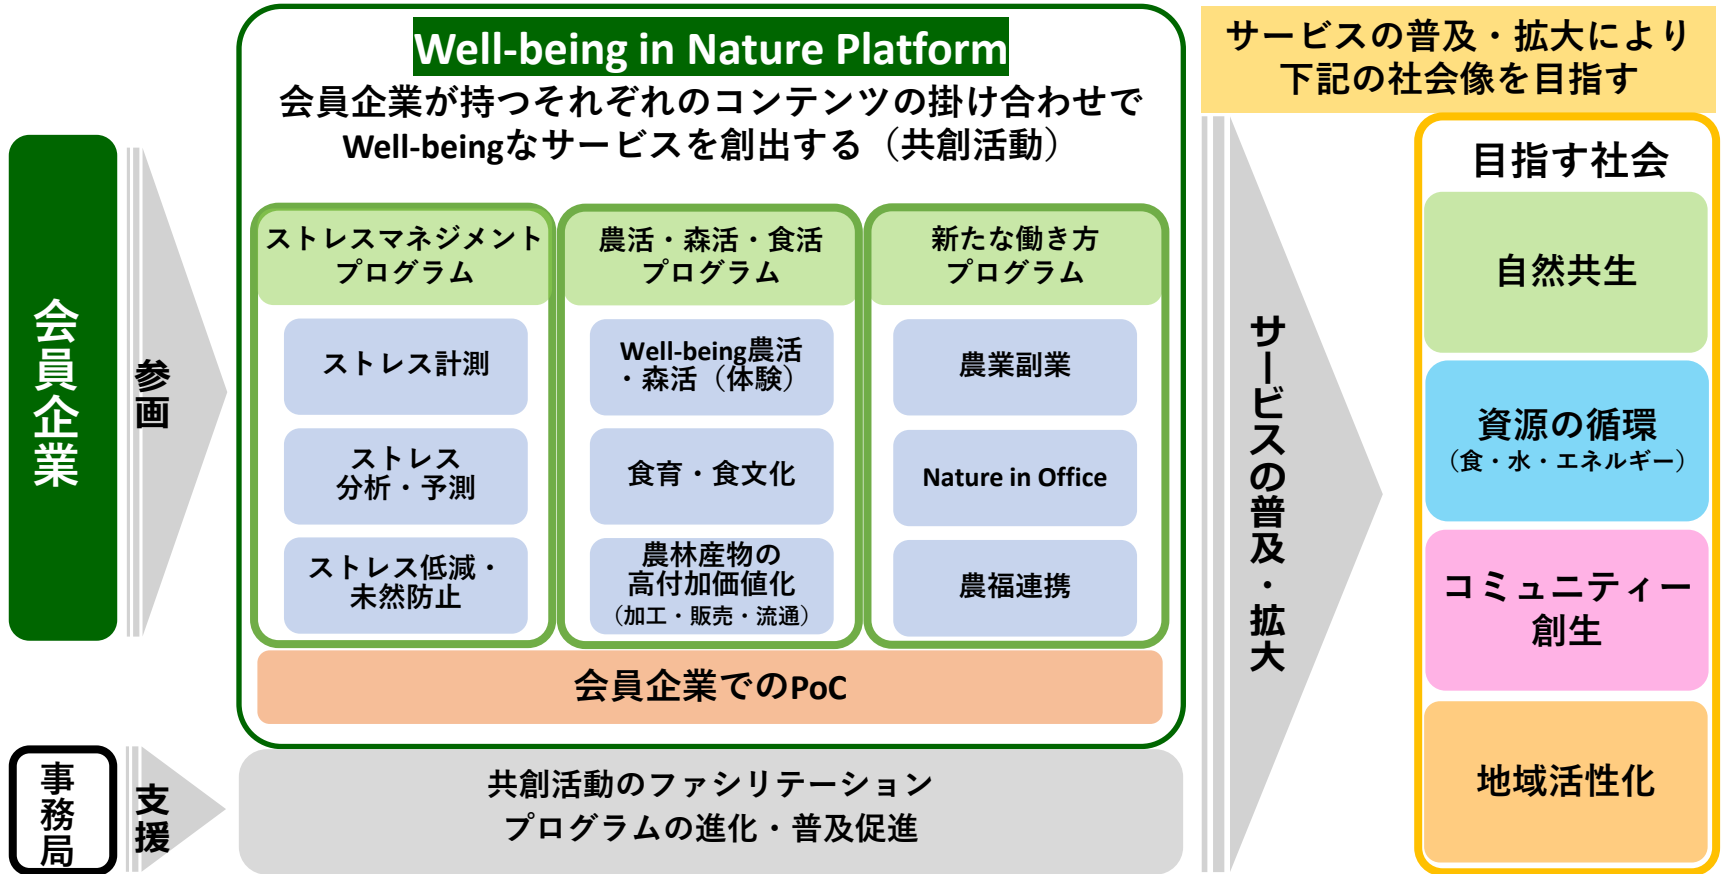 会員企業
参画
事務局
支援
Well-being in Nature Platform
会員企業が持つそれぞれのコンテンツの掛け合わせで
Well-beingなサービスを創出する（共創活動）
ストレスマネジメント
プログラム
ストレス計測
ストレス
分析・予測
ストレス低減・
未然防止
農活・森活・食活
プログラム
Well-being農活
・森活（体験）
食育・食文化
農林産物の
高付加価値化
（加工・販売・流通）
新たな働き方
プログラム
農業副業
Nature in Office
農福連携
会員企業でのPoC
共創活動のファシリテーション
プログラムの進化・普及促進
サービスの普及・拡大
サービスの普及・拡大により
下記の社会像を目指す
目指す社会
自然共生
資源の循環
（食・水・エネルギー）
コミュニティー
創生
地域活性化